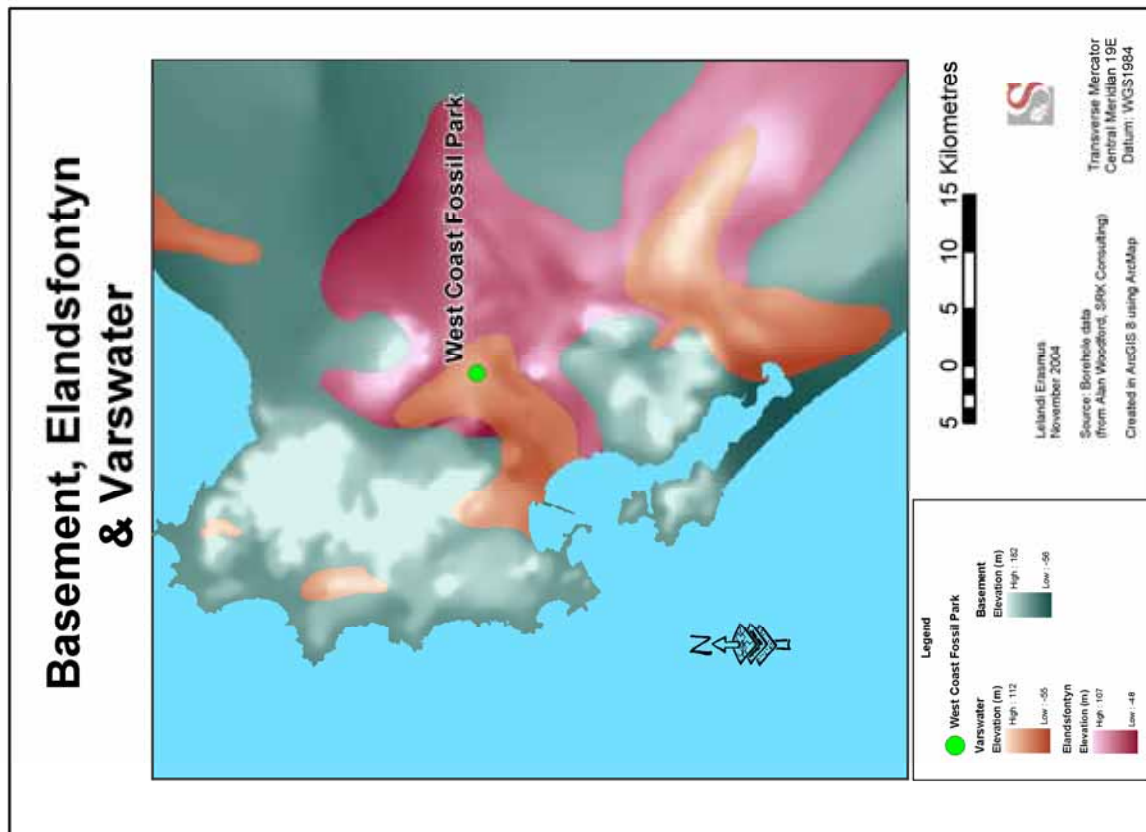 Basement, Elandsfontyn
& Varswater
West Coast Fossil Park
N
5 0 5 10 15 Kilometres
Lelandi Erasmus
November 2004
Source: Borehole data
(from Alan Woodford, SRK Consulting)
Created in ArcGIS 8 using ArcMap
Transverse Mercator
Central Meridian 19E
Datum: WGS1984
Legend
West Coast Fossil Park
Varswater
Elevation (m)
High : 112
Low : -55
Elandsfontyn
Elevation (m)
High : 107
Low : -48
Basement
Elevation (m)
High : 182
Low : -56